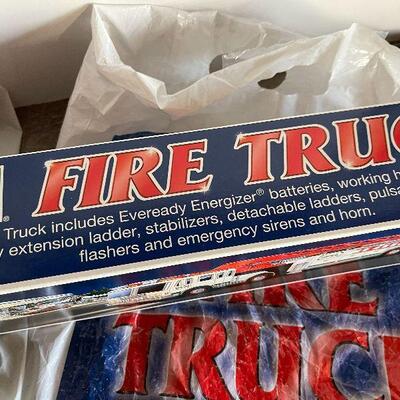 FIRE TRUC
®
Truck includes Eveready Energizer® batteries, working h
y extension ladder, stabilizers, detachable ladders, pulsa
flashers and emergency sirens and horn.
FIRE
TRUCK